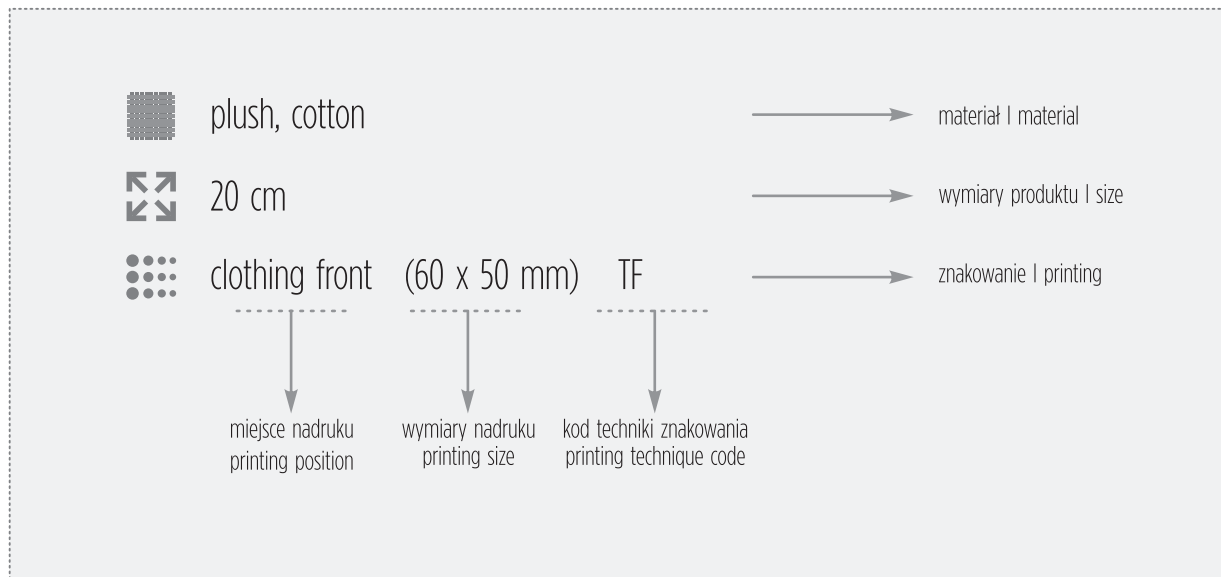 plush, cotton
materiał | material
20 cm
wymiary produktu | size
clothing front (60 x 50 mm) TF
znakowanie | printing
miejsce nadruku
printing position
wymiary nadruku
printing size
kod techniki znakowania
printing technique code